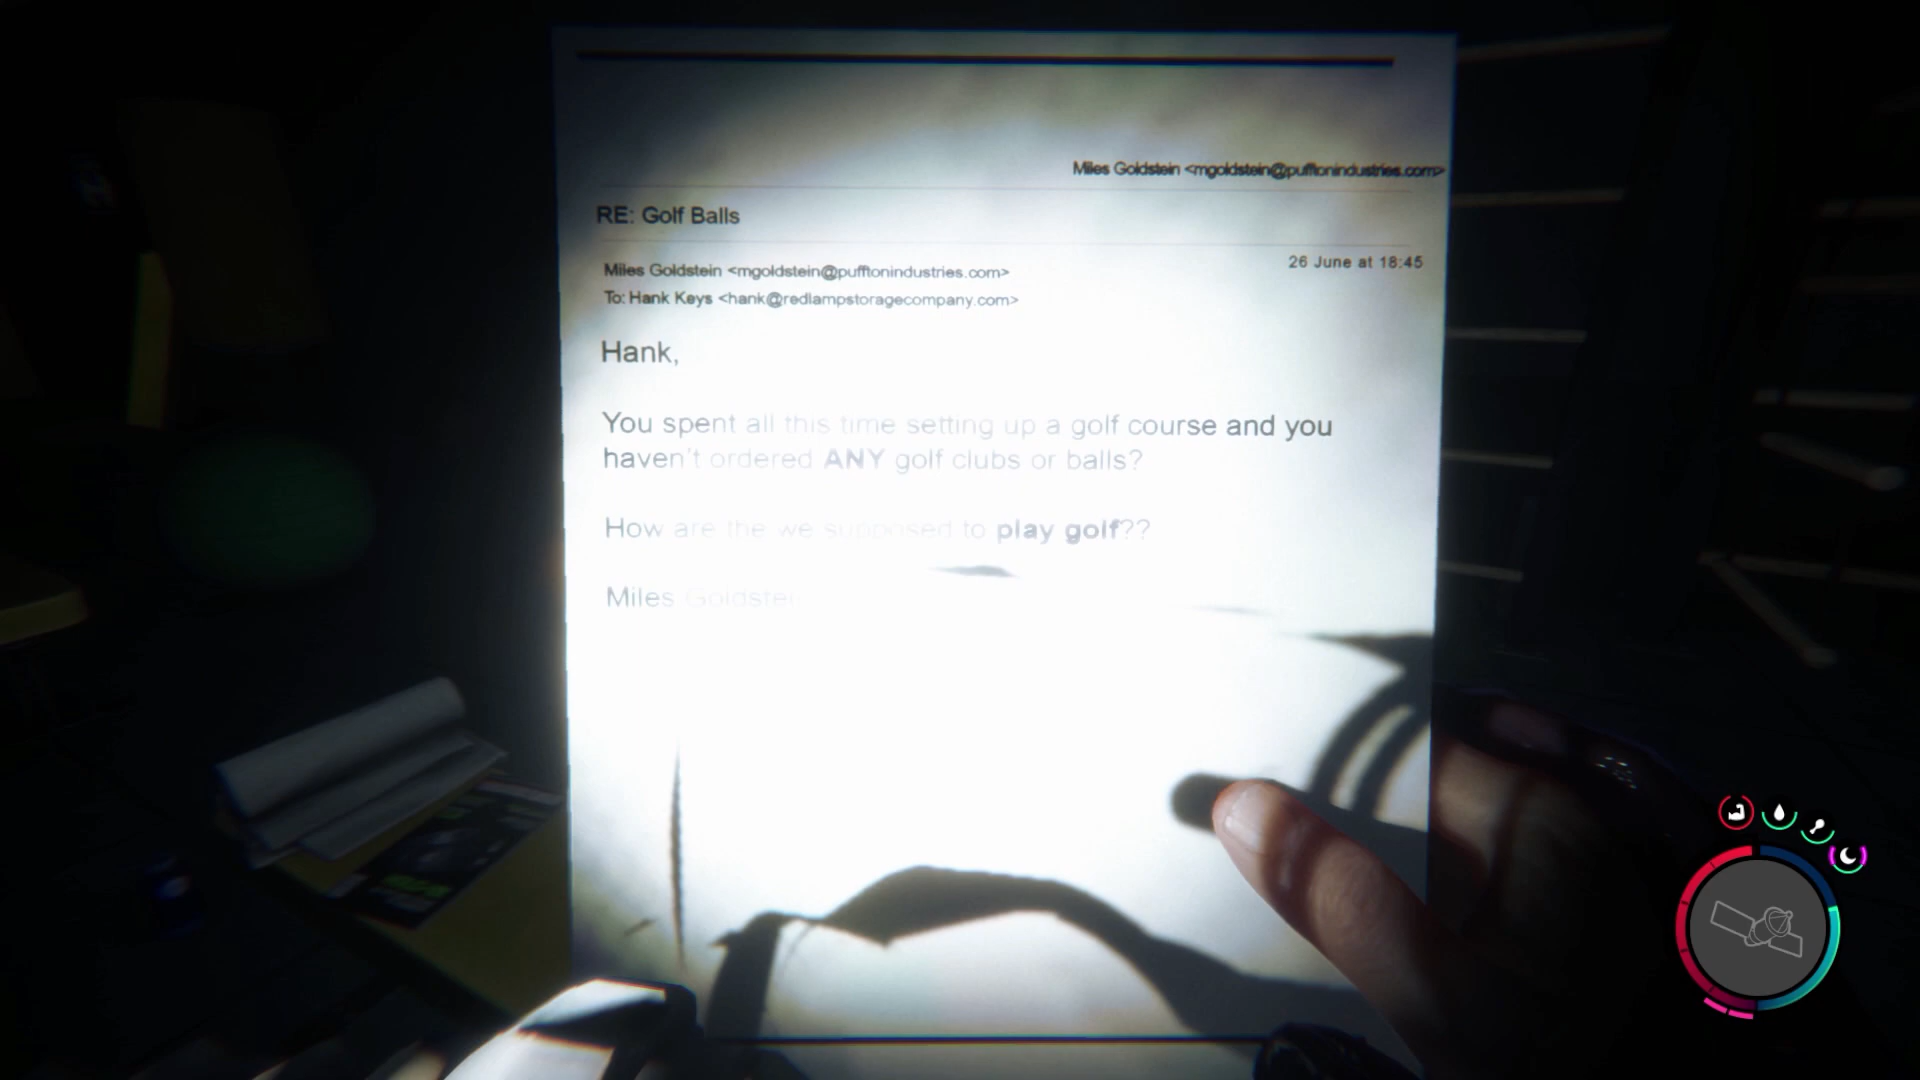 Miles Goldstein <mgoldstein@pufftonindustries.com>
RE: Golf Balls
Miles Goldstein <mgoldstein@pufftonindustries.com>
26 June at 18:45
To: Hank Keys <hank@redlampstoragecompany.com>
Hank,
You spent all this time setting up a golf course and you
haven't ordered ANY golf clubs or balls?
How are the we supposed to play golf??
Miles Goldstein